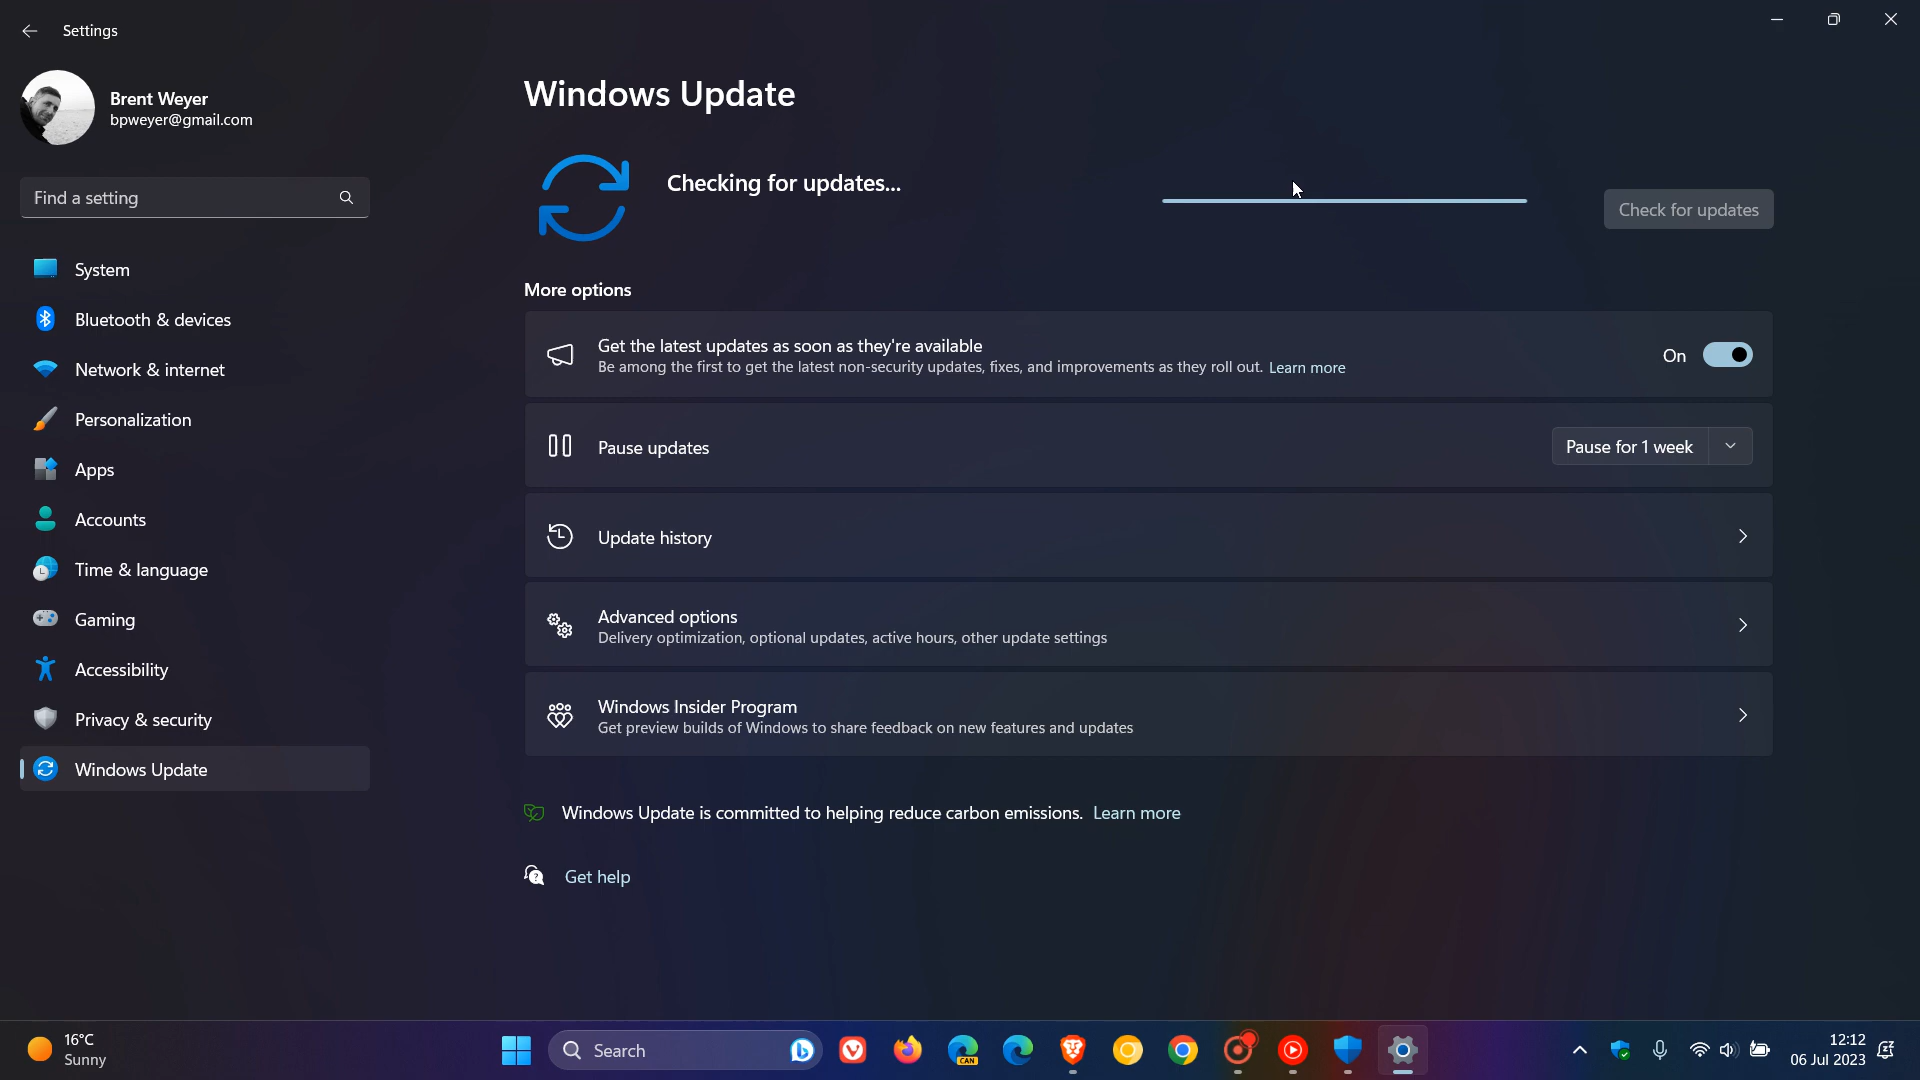 Settings
Brent Weyer
bpweyer@gmail.com
Find a setting
System
Bluetooth & devices
Network & internet
Personalization
Apps
Accounts
Time & language
Gaming
Accessibility
Privacy & security
Windows Update
Windows Update
Checking for updates...
Check for updates
More options
Get the latest updates as soon as they're available
Be among the first to get the latest non-security updates, fixes, and improvements as they roll out. Learn more
On
Pause updates
Pause for 1 week
Update history
Advanced options
Delivery optimization, optional updates, active hours, other update settings
Windows Insider Program
Get preview builds of Windows to share feedback on new features and updates
Windows Update is committed to helping reduce carbon emissions. Learn more
Get help
16°C
Sunny
Search
CAN
12:12
06 Jul 2023